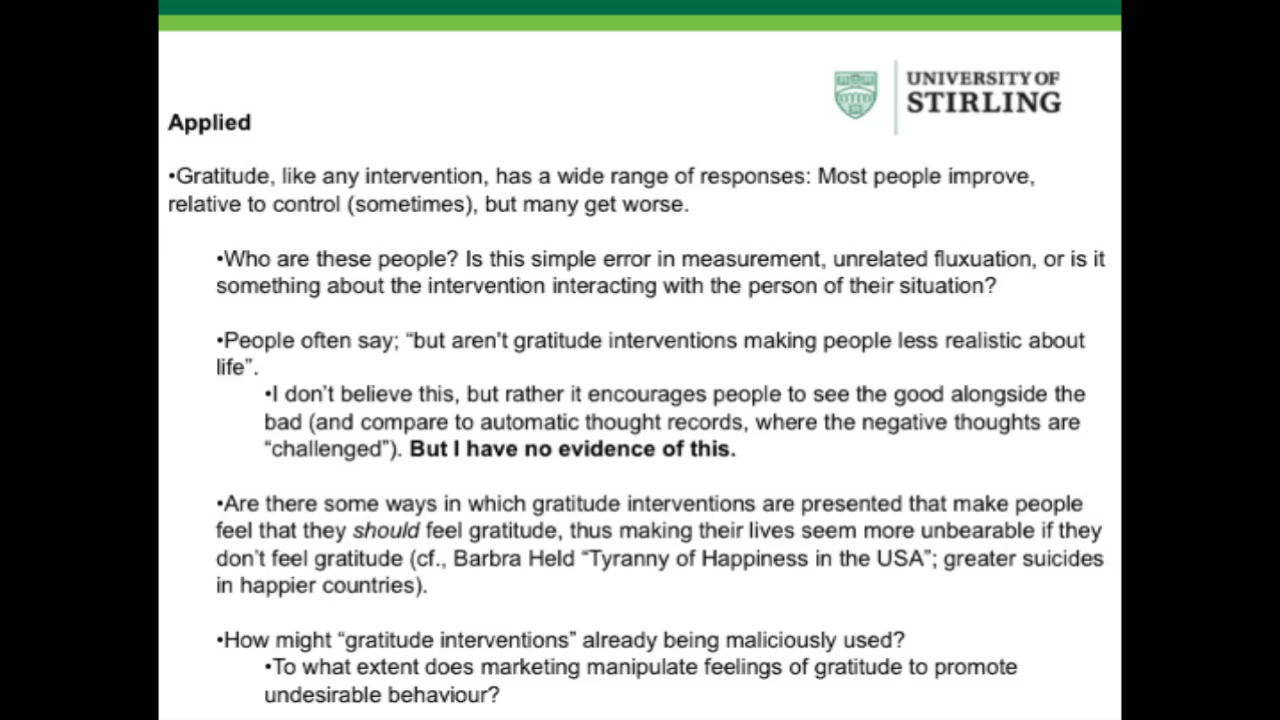 UNIVERSITY OF
STIRLING
Applied
•Gratitude, like any intervention, has a wide range of responses: Most people improve,
relative to control (sometimes), but many get worse.
•Who are these people? Is this simple error in measurement, unrelated fluxuation, or is it
something about the intervention interacting with the person of their situation?
•People often say; “but aren't gratitude interventions making people less realistic about
life”.
•I don’t believe this, but rather it encourages people to see the good alongside the
bad (and compare to automatic thought records, where the negative thoughts are
“challenged”). But I have no evidence of this.
•Are there some ways in which gratitude interventions are presented that make people
feel that they should feel gratitude, thus making their lives seem more unbearable if they
don’t feel gratitude (cf., Barbra Held “Tyranny of Happiness in the USA”; greater suicides
in happier countries).
•How might “gratitude interventions” already being maliciously used?
•To what extent does marketing manipulate feelings of gratitude to promote
undesirable behaviour?